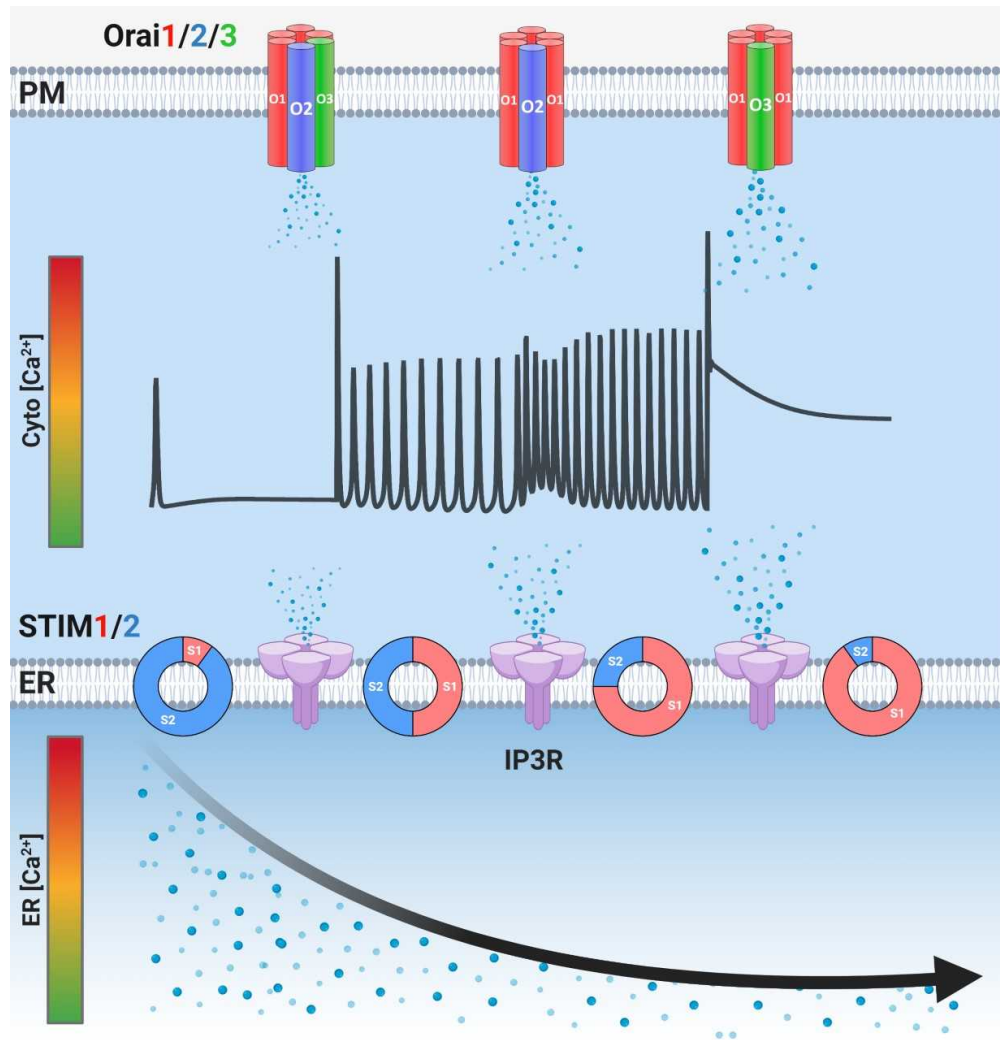 Orai1/2/3
PM
O1 O2 O3
O1 O2 O1
O1 O3 O1
Cyto [Ca²⁺]
STIM1/2
ER
S1
S2
S2 S1
S2
S1
S2
S1
IP3R
ER [Ca²⁺]